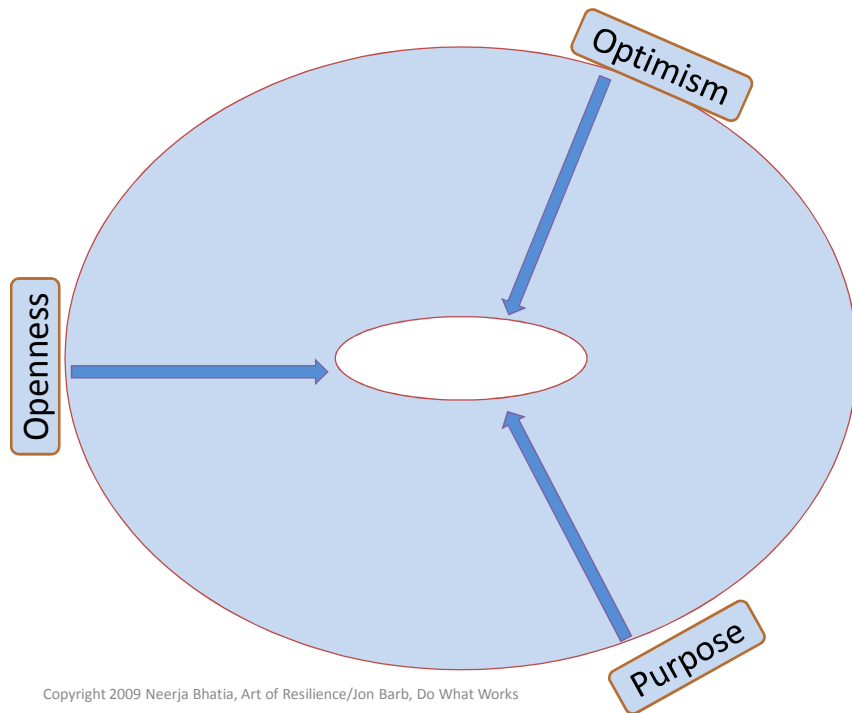 Optimism
Openness
Purpose
Copyright 2009 Neerja Bhatia, Art of Resilience/Jon Barb, Do What Works